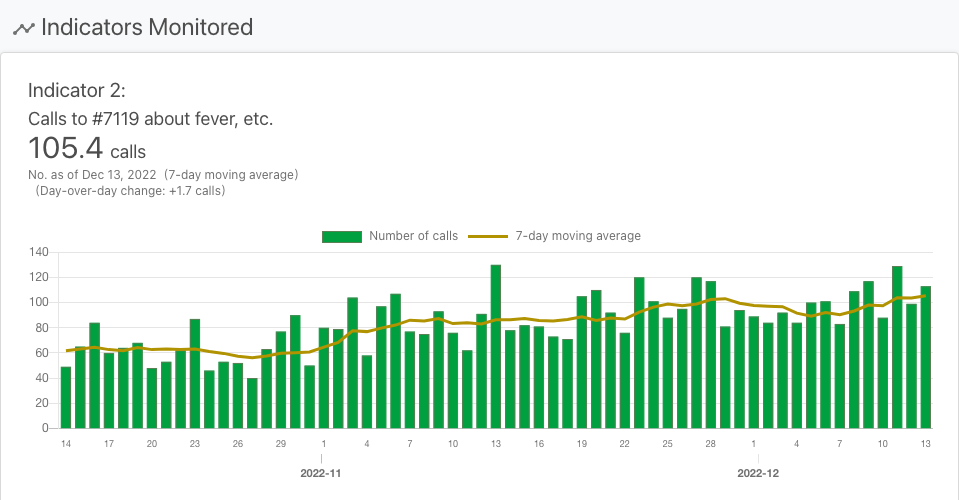 Indicators Monitored
Indicator 2:
Calls to #7119 about fever, etc.
105.4 calls
No. as of Dec 13, 2022 (7-day moving average)
(Day-over-day change: +1.7 calls)
Number of calls 7-day moving average
140
120
100
80
60
40
20
0
14 17 20 23 26 29 1 4 7 10 13 16 19 22 25 28 1 4 7 10 13
2022-11 2022-12